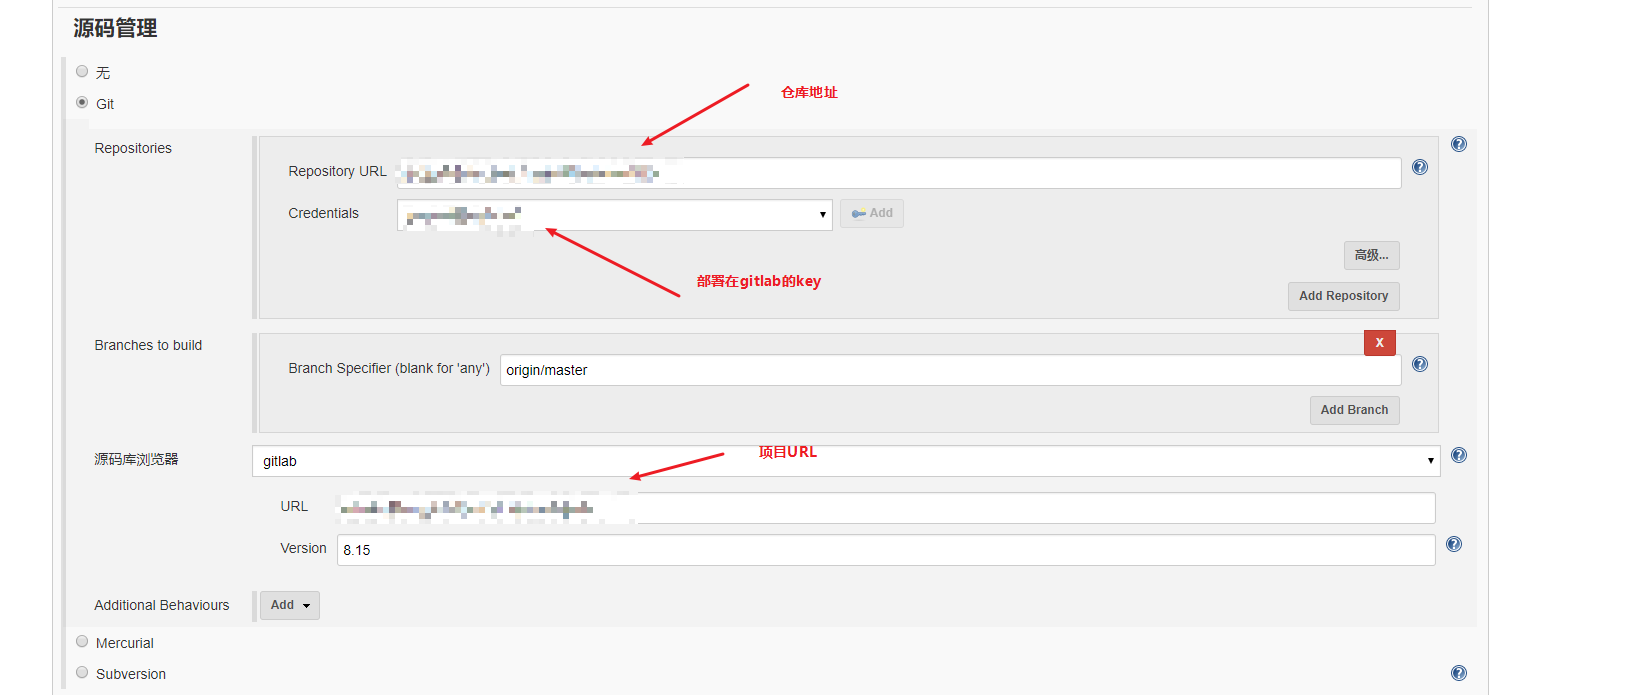 源码管理
无
Git
仓库地址
Repositories
Repository URL
Credentials
Add
部署在gitlab的key
高级...
Add Repository
Branches to build
X
Branch Specifier (blank for 'any')
origin/master
Add Branch
源码库浏览器
gitlab
项目URL
URL
Version
8.15
Additional Behaviours
Add
Mercurial
Subversion